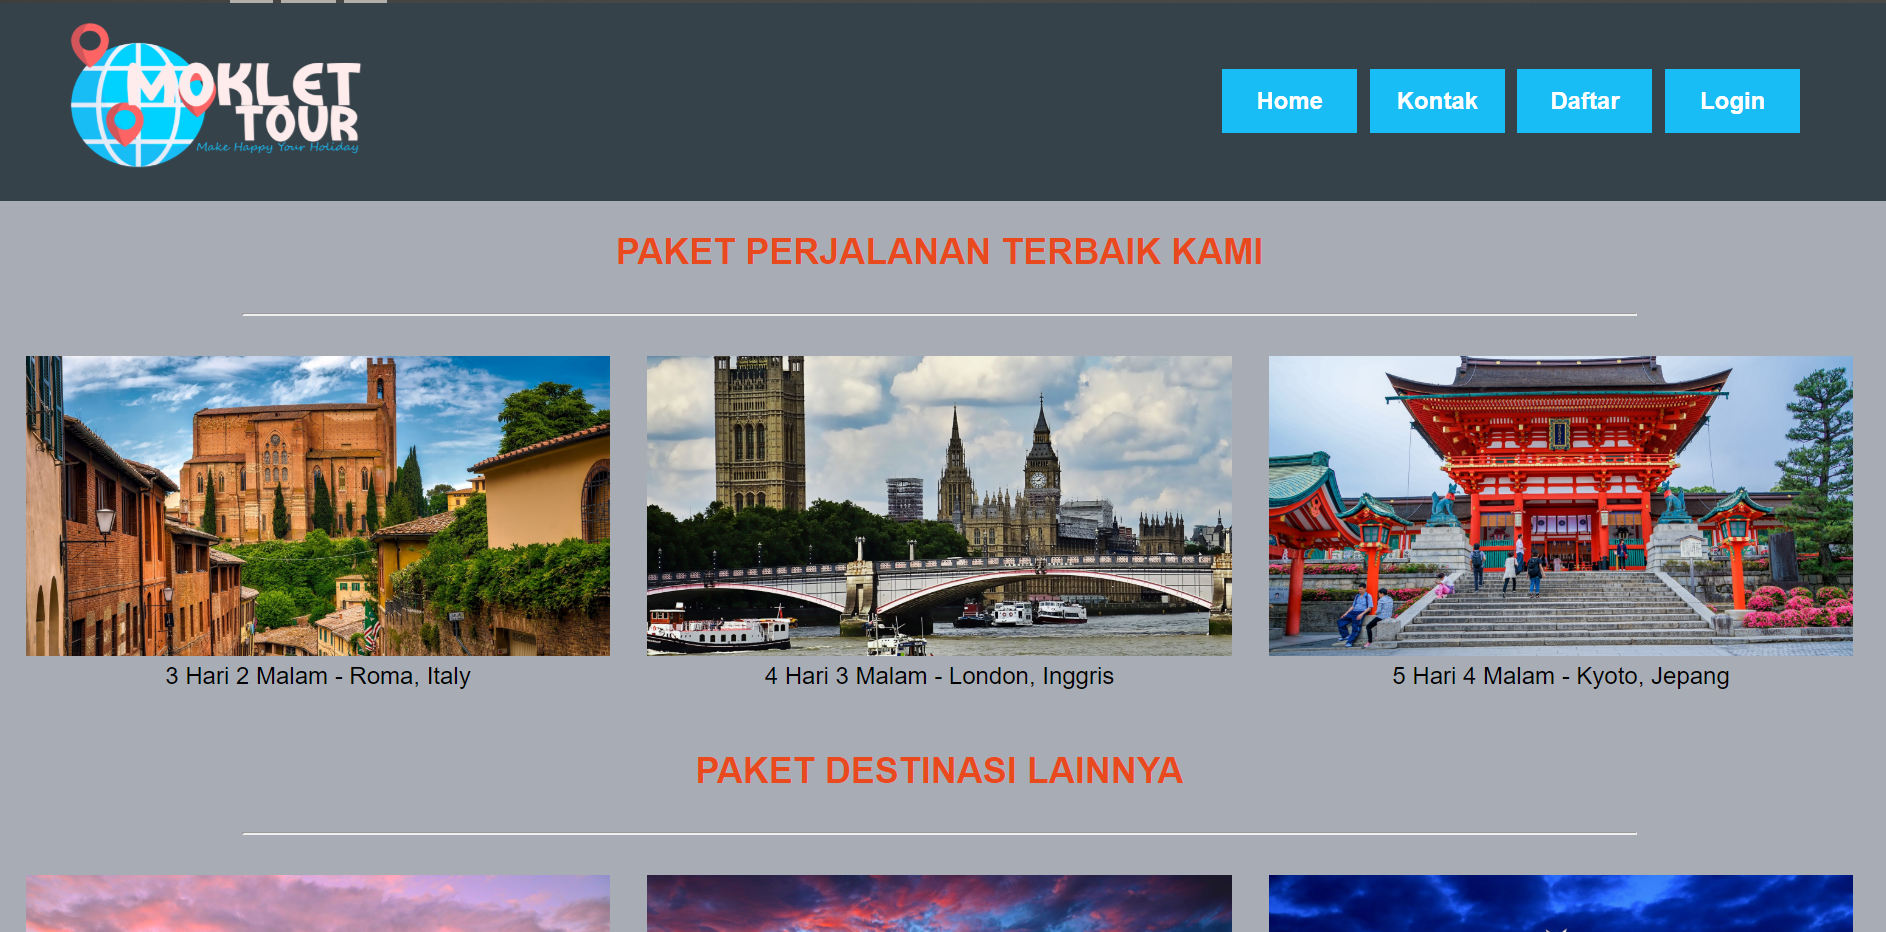 MOKLET
TOUR
Make Happy Your Holiday
Home
Kontak
Daftar
Login
PAKET PERJALANAN TERBAIK KAMI
3 Hari 2 Malam - Roma, Italy
4 Hari 3 Malam - London, Inggris
5 Hari 4 Malam - Kyoto, Jepang
PAKET DESTINASI LAINNYA